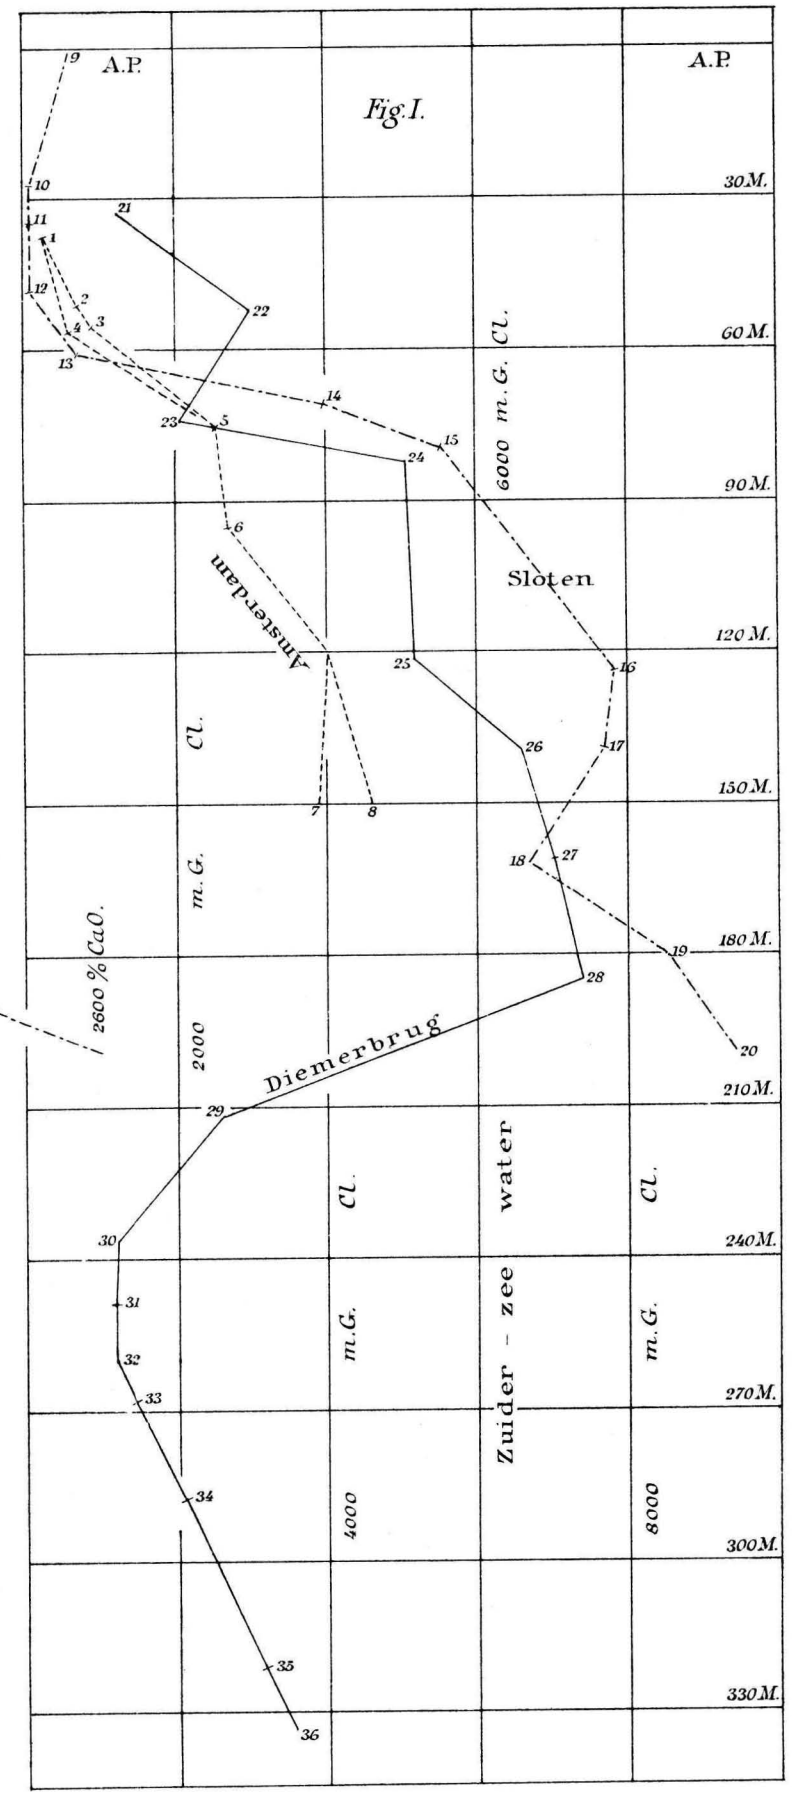 9
A.P.
A.P.
Fig. I.
10
30 M.
11
21
1
12
2
22
3
4
6000 m.G. Cl.
60 M.
13
14
23
5
15
24
90 M.
6
Sloten
Amsterdam
120 M.
25
16
Cl.
26
17
150 M.
7
8
18
27
m.G.
2600 % CaO.
19
180 M.
28
2000
Diemerbrug
20
29
210 M.
Cl.
water
Cl.
30
240 M.
31
m.G.
Zuider - zee
m.G.
32
33
270 M.
34
4000
8000
300 M.
35
330 M.
36